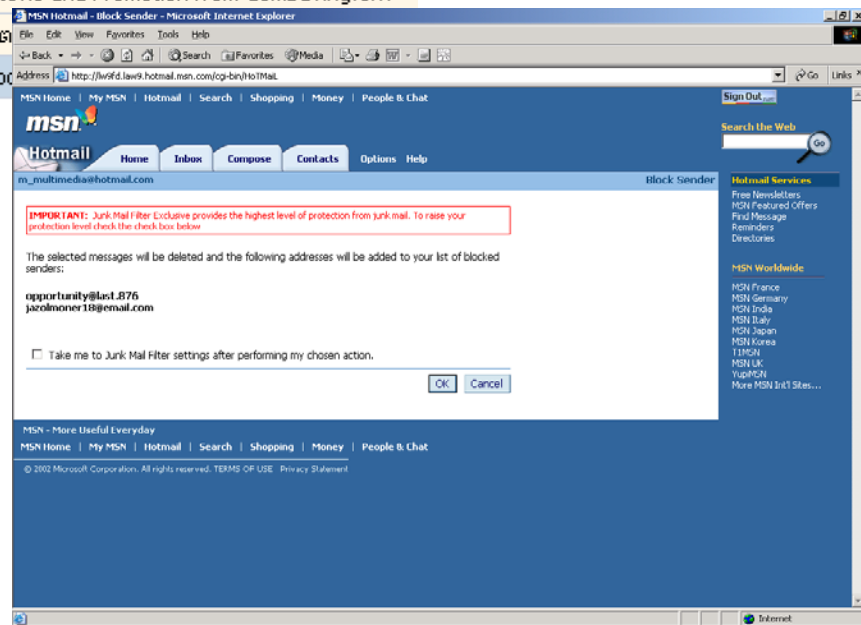 MSN Hotmail - Block Sender - Microsoft Internet Explorer
File Edit View Favorites Tools Help
Back Search Favorites Media
Address http://lw9fd.law9.hotmail.msn.com/cgi-bin/HoTMaiL Go Links
MSN Home | My MSN | Hotmail | Search | Shopping | Money | People & Chat
Sign Out
msn
Search the Web
Go
Hotmail Home Inbox Compose Contacts Options Help
m_multimedia@hotmail.com Block Sender
Hotmail Services
Free Newsletters
MSN Featured Offers
Find Message
Reminders
Directories
IMPORTANT: Junk Mail Filter Exclusive provides the highest level of protection from junk mail. To raise your
protection level check the check box below
The selected messages will be deleted and the following addresses will be added to your list of blocked
senders:
opportunity@last.876
jazolmoner18@email.com
Take me to Junk Mail Filter settings after performing my chosen action.
OK Cancel
MSN Worldwide
MSN France
MSN Germany
MSN India
MSN Italy
MSN Japan
MSN Korea
T1MSN
MSN UK
YupiMSN
More MSN Int'l Sites...
MSN - More Useful Everyday
MSN Home | My MSN | Hotmail | Search | Shopping | Money | People & Chat
© 2002 Microsoft Corporation. All rights reserved. TERMS OF USE Privacy Statement
Internet